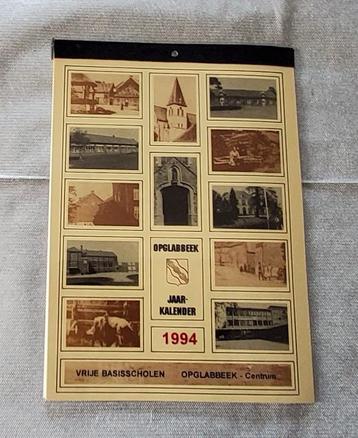 OPGLABBEEK
JAAR-
KALENDER
1994
VRIJE BASISSCHOLEN OPGLABBEEK - Centrum